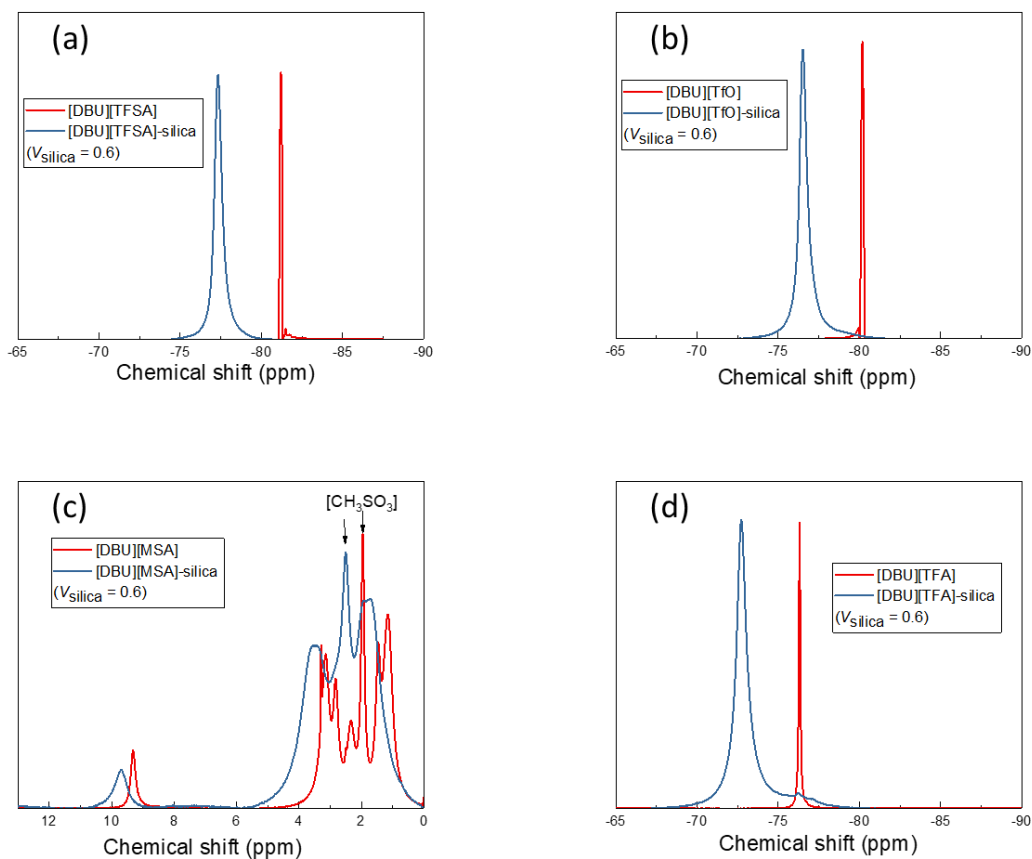 (a)
[DBU][TFSA]
[DBU][TFSA]-silica
(Vsilica = 0.6)
-65 -70 -75 -81 -85 -90
Chemical shift (ppm)
(b)
[DBU][TfO]
[DBU][TfO]-silica
(Vsilica = 0.6)
-65 -70 -75 -80 -85 -90
Chemical shift (ppm)
(c)
[CH3SO3]
[DBU][MSA]
[DBU][MSA]-silica
(Vsilica = 0.6)
12 9 6 4 2 0
Chemical shift (ppm)
(d)
[DBU][TFA]
[DBU][TFA]-silica
(Vsilica = 0.6)
-65 -70 -75 -80 -85 -90
Chemical shift (ppm)